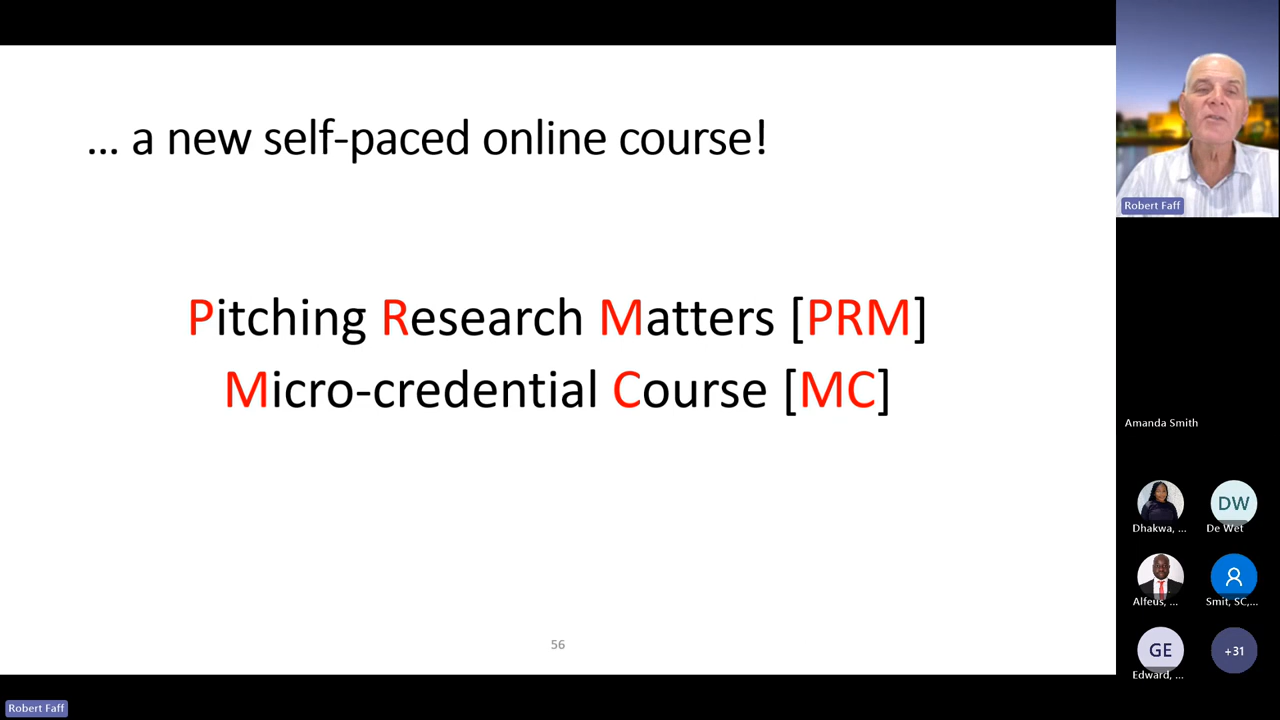 ... a new self-paced online course!
Pitching Research Matters [PRM]
Micro-credential Course [MC]
56
Robert Faff
Amanda Smith
Dhakwa, ...
DW
De Wet
Alfeus, ...
Smit, SC,...
GE
Edward, ...
+31
Robert Faff